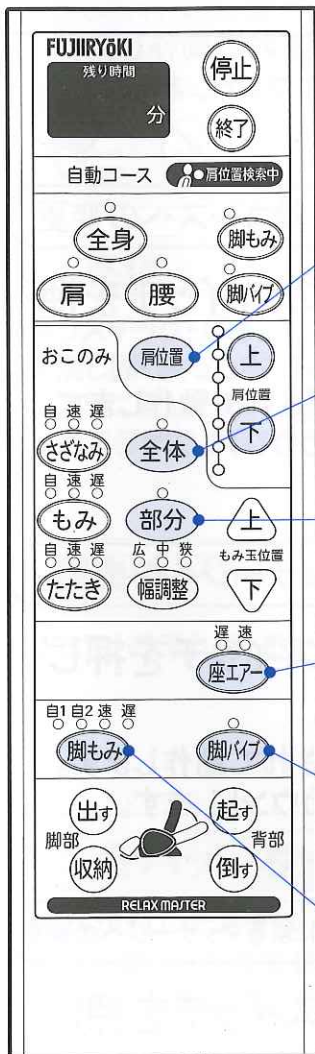 FUJIIRYōKI
残り時間
分
停止
終了
自動コース
肩位置検索中
全身
脚もみ
肩
腰
脚バイブ
おこのみ
肩位置
上
肩位置
下
自 速 遅
さざなみ
全体
自 速 遅
もみ
部分
上
もみ玉位置
自 速 遅
広 中 狭
たたき
幅調整
下
遅 速
座エアー
自1 自2 速 遅
脚もみ
脚バイブ
出す
起す
脚部
背部
収納
倒す
RELAX MASTER